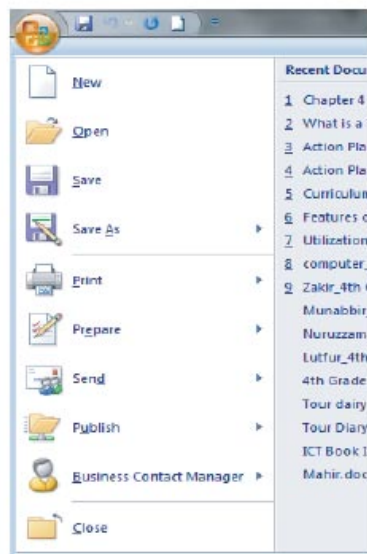 New
Open
Save
Save As
Print
Prepare
Send
Publish
Business Contact Manager
Close
Recent Docu
1 Chapter 4
2 What is a
3 Action Pla
4 Action Pla
5 Curriculun
6 Features
7 Utilization
8 computer_
9 Zakir_4th
Munabbir
Nuruzzam
Lutfur_4th
4th Grade
Tour dairy
Tour Diary
ICT Book
Mahir.doc